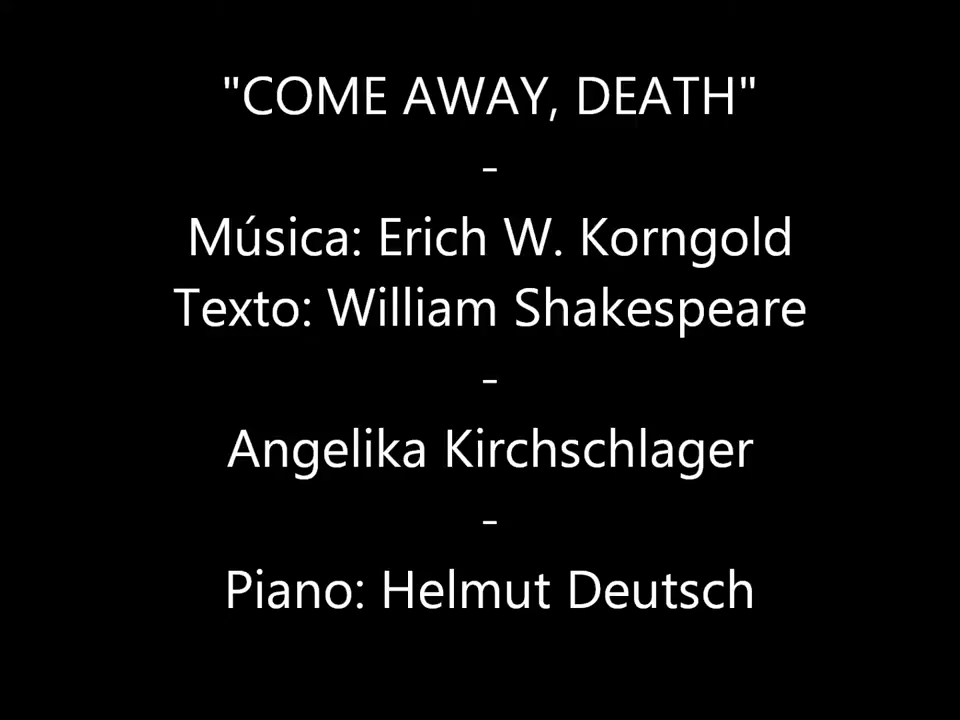 "COME AWAY, DEATH"
-
Música: Erich W. Korngold
Texto: William Shakespeare
-
Angelika Kirchschlager
-
Piano: Helmut Deutsch